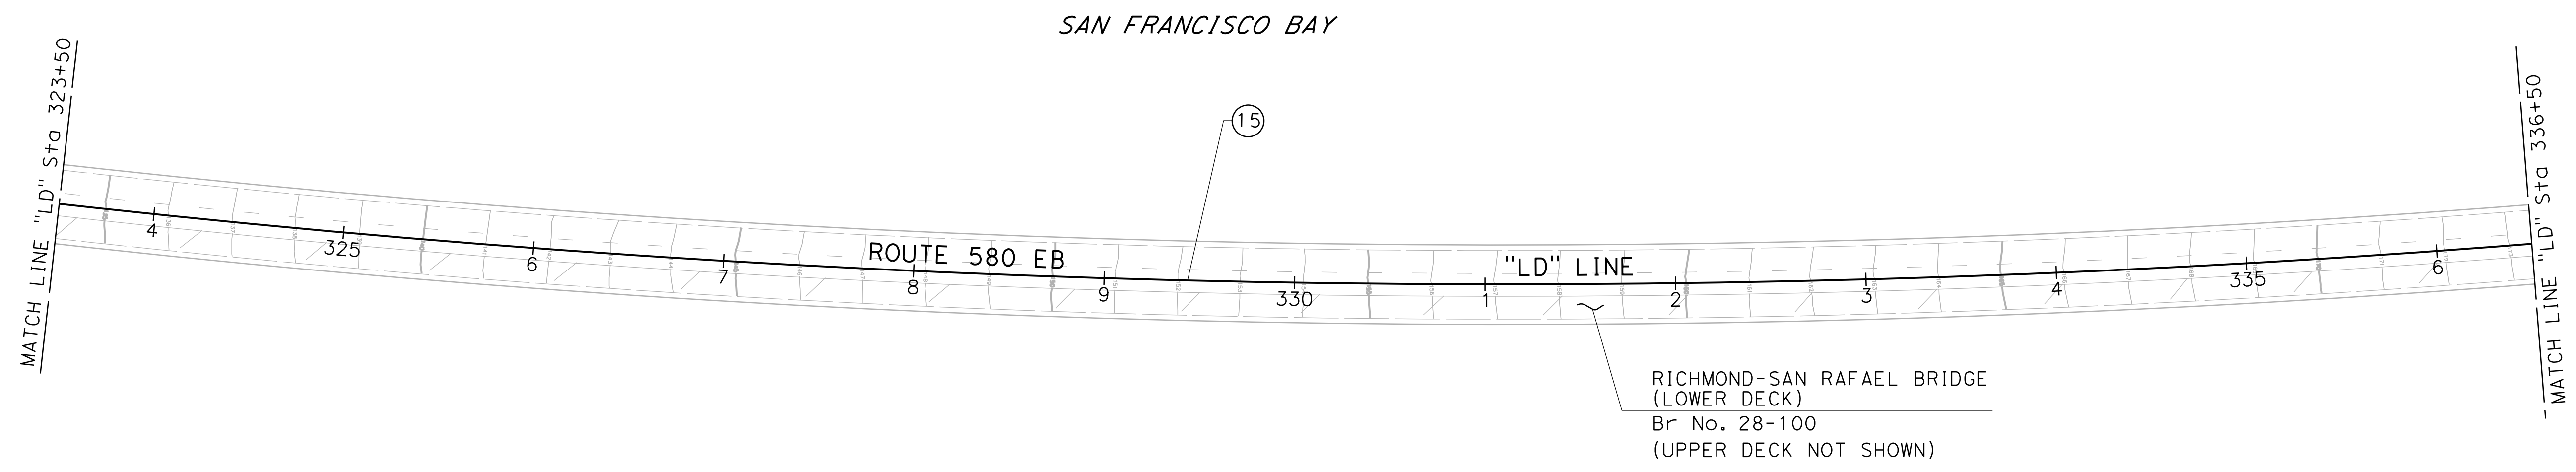 SAN FRANCISCO BAY
MATCH LINE "LD" Sta 323+50
MATCH LINE "LD" Sta 336+50
15
ROUTE 580 EB
"LD" LINE
4
325
6
7
8
9
330
1
2
3
4
335
6
RICHMOND-SAN RAFAEL BRIDGE
(LOWER DECK)
Br No. 28-100
(UPPER DECK NOT SHOWN)